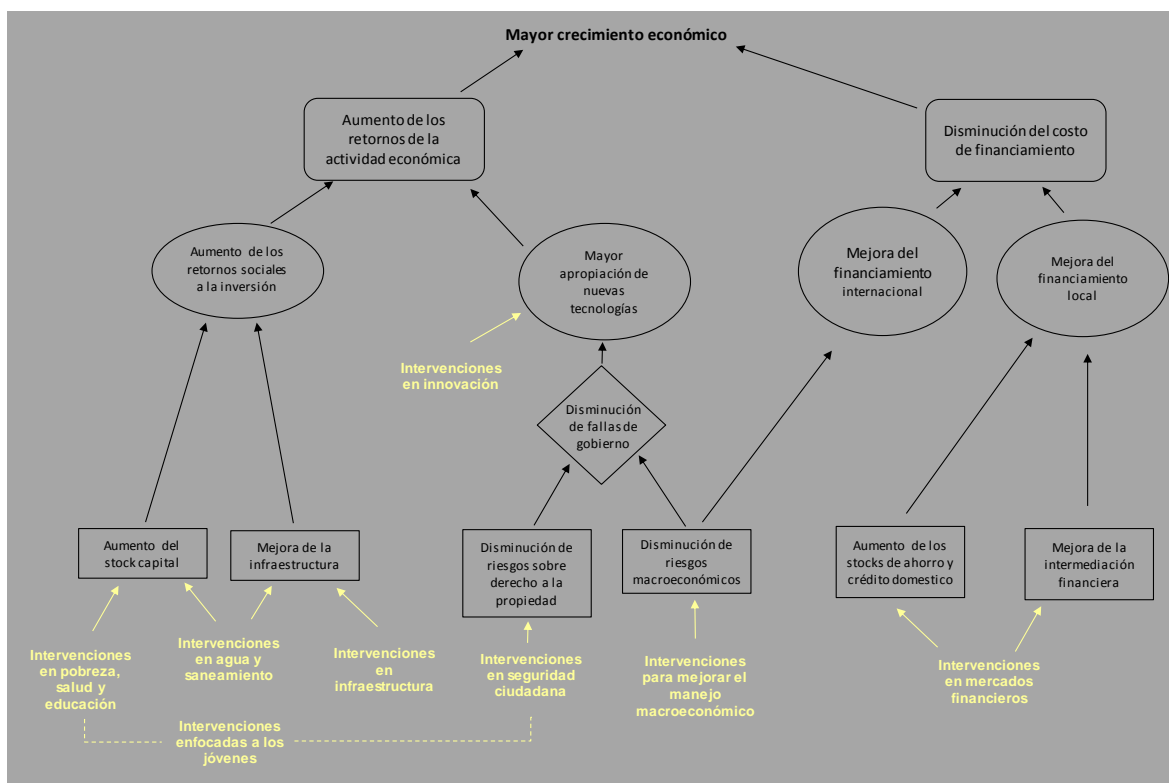 Mayor crecimiento económico
Aumento de los
retornos de la
actividad económica
Disminución del costo
de financiamiento
Aumento de los
retornos sociales
a la inversión
Mayor
apropiación de
nuevas
tecnologías
Mejora del
financiamiento
internacional
Mejora del
financiamiento
local
Intervenciones
en innovación
Disminución
de fallas de
gobierno
Aumento del
stock capital
Mejora de la
infraestructura
Disminución de
riesgos sobre
derecho a la
propiedad
Disminución de
riesgos
macroeconómicos
Aumento de los
stocks de ahorro y
crédito domestico
Mejora de la
intermediación
financiera
Intervenciones
en pobreza,
salud y
educación
Intervenciones
en agua y
saneamiento
Intervenciones
en
infraestructura
Intervenciones
en seguridad
ciudadana
Intervenciones
para mejorar el
manejo
macroeconómico
Intervenciones
en mercados
financieros
Intervenciones
enfocadas a los
jóvenes